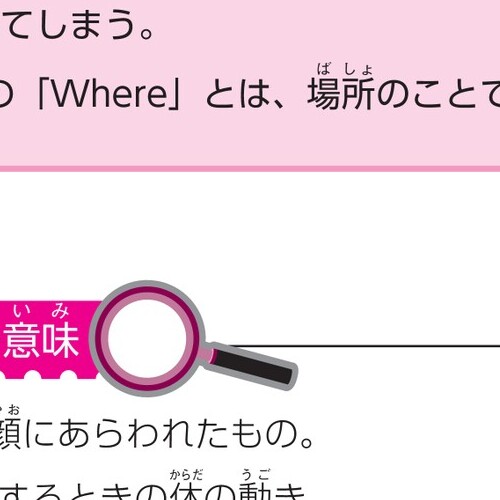 てしまう。
の「Where」とは、場所のことで
意味
顔にあらわれたもの。
するときの体の動き